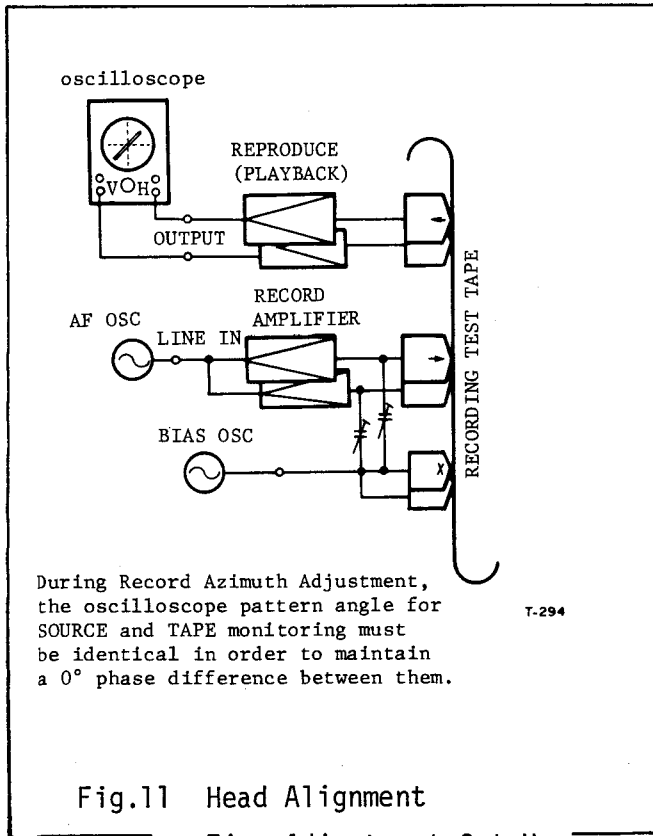 oscilloscope
V H
REPRODUCE
(PLAYBACK)
OUTPUT
RECORD
AMPLIFIER
AF OSC
LINE IN
BIAS OSC
X
RECORDING TEST TAPE
During Record Azimuth Adjustment,
the oscilloscope pattern angle for
SOURCE and TAPE monitoring must
be identical in order to maintain
a 0° phase difference between them.
T-294
Fig.11 Head Alignment